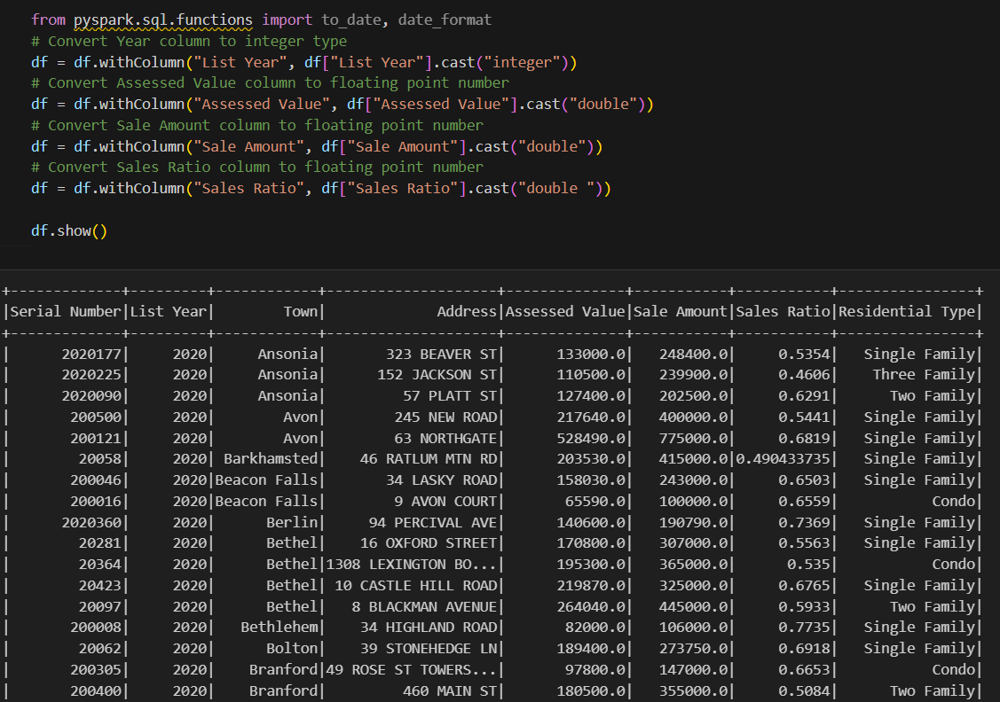 from pyspark.sql.functions import to_date, date_format
# Convert Year column to integer type
df = df.withColumn("List Year", df["List Year"].cast("integer"))
# Convert Assessed Value column to floating point number
df = df.withColumn("Assessed Value", df["Assessed Value"].cast("double"))
# Convert Sale Amount column to floating point number
df = df.withColumn("Sale Amount", df["Sale Amount"].cast("double"))
# Convert Sales Ratio column to floating point number
df = df.withColumn("Sales Ratio", df["Sales Ratio"].cast("double "))
df.show()
+-------------+---------+------------+--------------------+--------------+-----------+-----------+----------------+
|Serial Number|List Year|        Town|             Address|Assessed Value|Sale Amount|Sales Ratio|Residential Type|
+-------------+---------+------------+--------------------+--------------+-----------+-----------+----------------+
|      2020177|     2020|     Ansonia|       323 BEAVER ST|      133000.0|   248400.0|     0.5354|   Single Family|
|      2020225|     2020|     Ansonia|      152 JACKSON ST|      110500.0|   239900.0|     0.4606|    Three Family|
|      2020090|     2020|     Ansonia|         57 PLATT ST|      127400.0|   202500.0|     0.6291|      Two Family|
|       200500|     2020|        Avon|        245 NEW ROAD|      217640.0|   400000.0|     0.5441|   Single Family|
|       200121|     2020|        Avon|        63 NORTHGATE|      528490.0|   775000.0|     0.6819|   Single Family|
|        20058|     2020| Barkhamsted|    46 RATLUM MTN RD|      203530.0|   415000.0|0.490433735|   Single Family|
|       200046|     2020|Beacon Falls|       34 LASKY ROAD|      158030.0|   243000.0|     0.6503|   Single Family|
|       200016|     2020|Beacon Falls|        9 AVON COURT|       65590.0|   100000.0|     0.6559|           Condo|
|      2020360|     2020|      Berlin|     94 PERCIVAL AVE|      140600.0|   190790.0|     0.7369|   Single Family|
|        20281|     2020|      Bethel|    16 OXFORD STREET|      170800.0|   307000.0|     0.5563|   Single Family|
|        20364|     2020|      Bethel|1308 LEXINGTON BO...|      195300.0|   365000.0|      0.535|           Condo|
|        20423|     2020|      Bethel| 10 CASTLE HILL ROAD|      219870.0|   325000.0|     0.6765|   Single Family|
|        20097|     2020|      Bethel|   8 BLACKMAN AVENUE|      264040.0|   445000.0|     0.5933|      Two Family|
|       200008|     2020|   Bethlehem|    34 HIGHLAND ROAD|       82000.0|   106000.0|     0.7735|   Single Family|
|        20062|     2020|      Bolton|    39 STONEHEDGE LN|      189400.0|   273750.0|     0.6918|   Single Family|
|       200305|     2020|    Branford|49 ROSE ST TOWERS...|       97800.0|   147000.0|     0.6653|           Condo|
|       200400|     2020|    Branford|         460 MAIN ST|      180500.0|   355000.0|     0.5084|      Two Family|